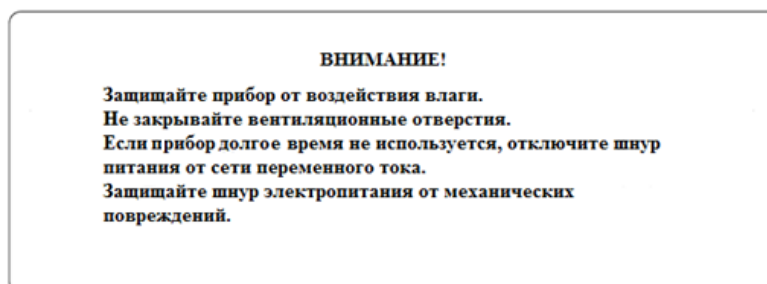 ВНИМАНИЕ!
Защищайте прибор от воздействия влаги.
Не закрывайте вентиляционные отверстия.
Если прибор долгое время не используется, отключите шнур
питания от сети переменного тока.
Защищайте шнур электропитания от механических
повреждений.